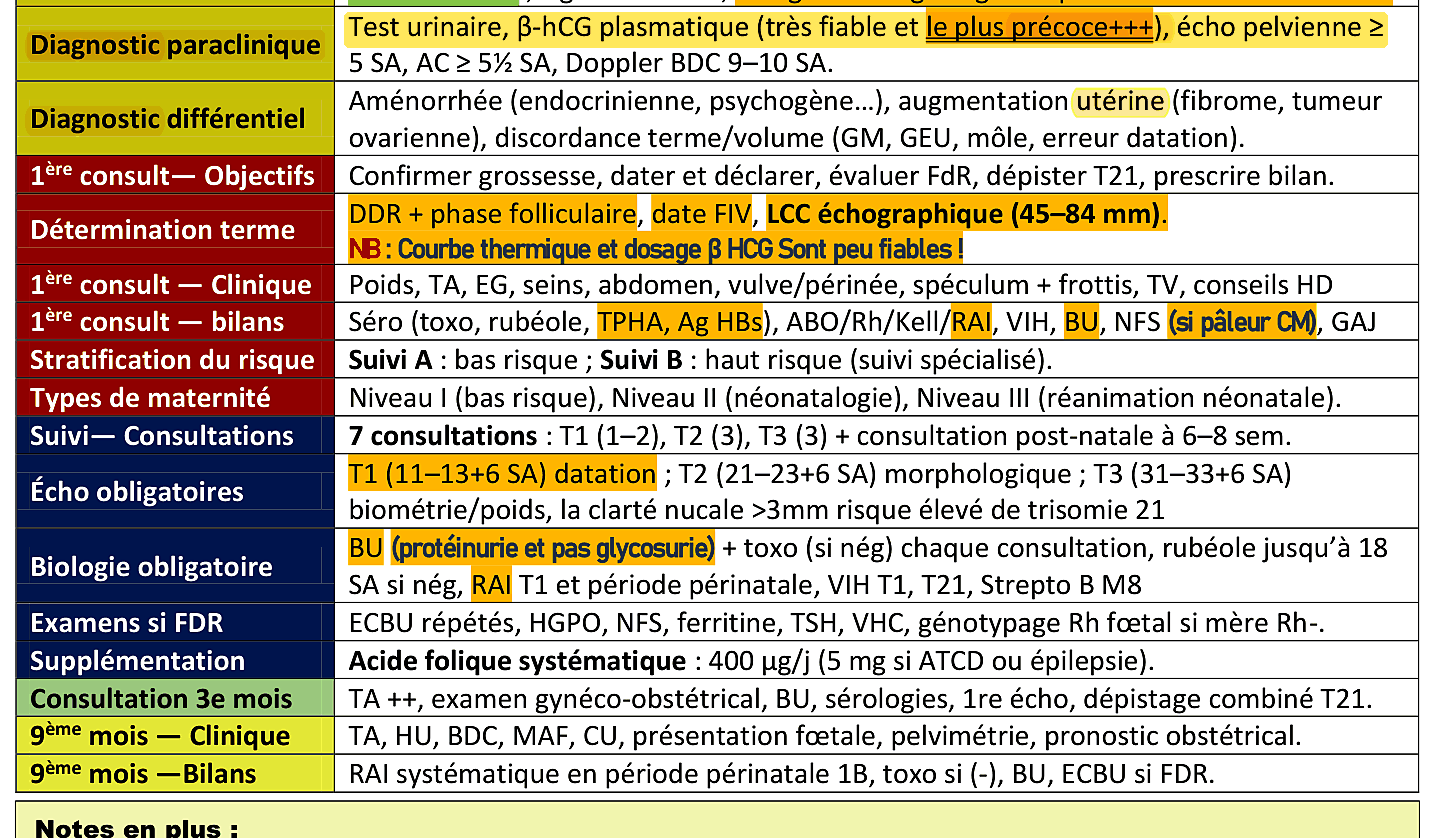 Diagnostic paraclinique
Test urinaire, β-hCG plasmatique (très fiable et le plus précoce+++), écho pelvienne ≥
5 SA, AC ≥ 5½ SA, Doppler BDC 9–10 SA.
Diagnostic différentiel
Aménorrhée (endocrinienne, psychogène…), augmentation utérine (fibrome, tumeur
ovarienne), discordance terme/volume (GM, GEU, môle, erreur datation).
1ère consult— Objectifs
Confirmer grossesse, dater et déclarer, évaluer FdR, dépister T21, prescrire bilan.
Détermination terme
DDR + phase folliculaire, date FIV, LCC échographique (45–84 mm).
NB : Courbe thermique et dosage β HCG Sont peu fiables !
1ère consult — Clinique
Poids, TA, EG, seins, abdomen, vulve/périnée, spéculum + frottis, TV, conseils HD
1ère consult — bilans
Séro (toxo, rubéole, TPHA, Ag HBs), ABO/Rh/Kell/RAI, VIH, BU, NFS (si pâleur CM), GAJ
Stratification du risque
Suivi A : bas risque ; Suivi B : haut risque (suivi spécialisé).
Types de maternité
Niveau I (bas risque), Niveau II (néonatalogie), Niveau III (réanimation néonatale).
Suivi— Consultations
7 consultations : T1 (1–2), T2 (3), T3 (3) + consultation post-natale à 6–8 sem.
Écho obligatoires
T1 (11–13+6 SA) datation ; T2 (21–23+6 SA) morphologique ; T3 (31–33+6 SA)
biométrie/poids, la clarté nucale >3mm risque élevé de trisomie 21
Biologie obligatoire
BU (protéinurie et pas glycosurie) + toxo (si nég) chaque consultation, rubéole jusqu’à 18
SA si nég, RAI T1 et période périnatale, VIH T1, T21, Strepto B M8
Examens si FDR
ECBU répétés, HGPO, NFS, ferritine, TSH, VHC, génotypage Rh fœtal si mère Rh-.
Supplémentation
Acide folique systématique : 400 µg/j (5 mg si ATCD ou épilepsie).
Consultation 3e mois
TA ++, examen gynéco-obstétrical, BU, sérologies, 1re écho, dépistage combiné T21.
9ème mois — Clinique
TA, HU, BDC, MAF, CU, présentation fœtale, pelvimétrie, pronostic obstétrical.
9ème mois —Bilans
RAI systématique en période périnatale 1B, toxo si (-), BU, ECBU si FDR.
Notes en plus :